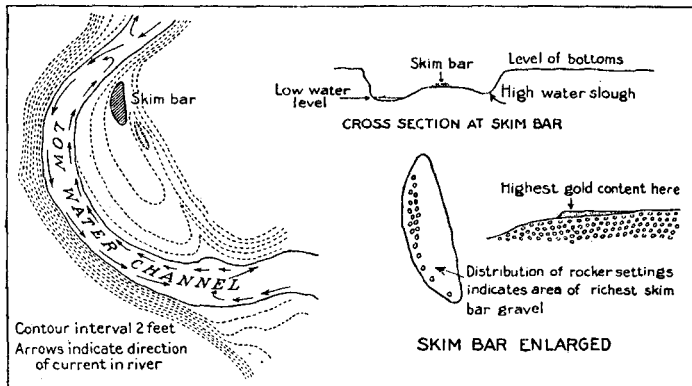 Skim bar
LOW
WATER
CHANNEL
Contour interval 2 feet
Arrows indicate direction
of current in river
Skim bar
Level of bottoms
Low water
level
High water slough
CROSS SECTION AT SKIM BAR
Highest gold content here
Distribution of rocker settings
indicates area of richest skim
bar gravel
SKIM BAR ENLARGED